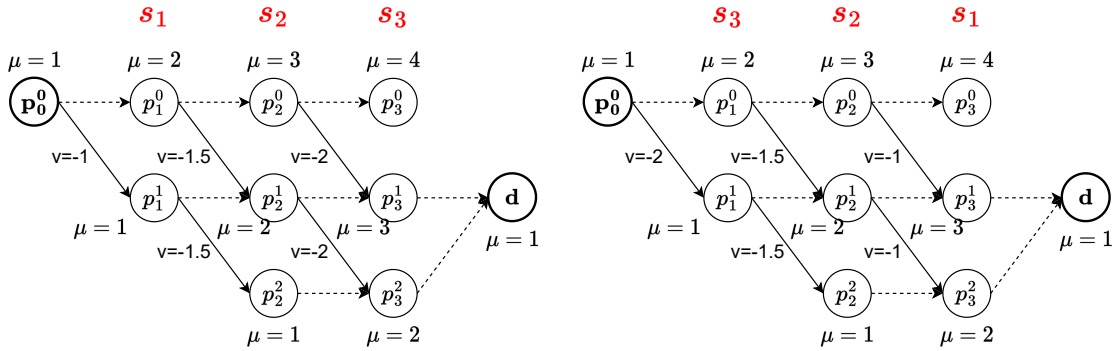 s₁ s₂ s₃ s₃ s₂ s₁
μ = 1 μ = 2 μ = 3 μ = 4 μ = 1 μ = 2 μ = 3 μ = 4
p₀⁰ p₁⁰ p₂⁰ p₃⁰ p₀⁰ p₁⁰ p₂⁰ p₃⁰
v=-1 v=-1.5 v=-2 v=-2 v=-1.5 v=-1
p₁¹ p₂¹ p₃¹ d p₁¹ p₂¹ p₃¹ d
μ = 1 μ = 2 μ = 3 μ = 1 μ = 1 μ = 2 μ = 3 μ = 1
v=-1.5 v=-2 v=-1.5 v=-1
p₂² p₃² p₂² p₃²
μ = 1 μ = 2 μ = 1 μ = 2